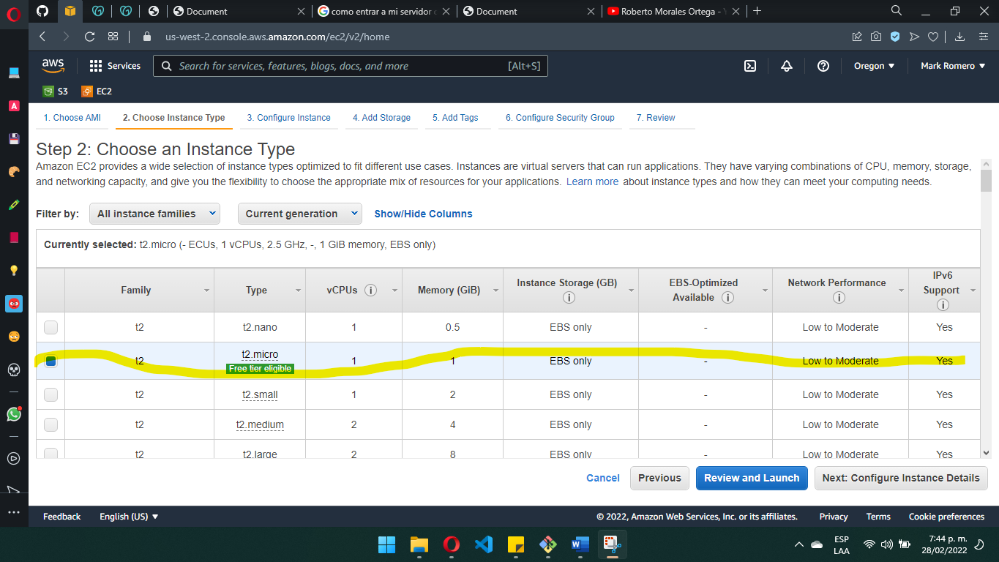 Document
como entrar a mi servidor
Document
Roberto Morales Ortega -
us-west-2.console.aws.amazon.com/ec2/v2/home
aws
Services
Search for services, features, blogs, docs, and more
[Alt+S]
Oregon
Mark Romero
S3
EC2
1. Choose AMI
2. Choose Instance Type
3. Configure Instance
4. Add Storage
5. Add Tags
6. Configure Security Group
7. Review
Step 2: Choose an Instance Type
Amazon EC2 provides a wide selection of instance types optimized to fit different use cases. Instances are virtual servers that can run applications. They have varying combinations of CPU, memory, storage,
and networking capacity, and give you the flexibility to choose the appropriate mix of resources for your applications. Learn more about instance types and how they can meet your computing needs.
Filter by:
All instance families
Current generation
Show/Hide Columns
Currently selected: t2.micro (- ECUs, 1 vCPUs, 2.5 GHz, -, 1 GiB memory, EBS only)
Family
Type
vCPUs
Memory (GiB)
Instance Storage (GB)
EBS-Optimized
Available
Network Performance
IPv6
Support
t2 t2.nano 1 0.5 EBS only - Low to Moderate Yes
t2 t2.micro 1 1 EBS only - Low to Moderate Yes
Free tier eligible
t2 t2.small 1 2 EBS only - Low to Moderate Yes
t2 t2.medium 2 4 EBS only - Low to Moderate Yes
t2 t2.large 2 8 EBS only - Low to Moderate Yes
Cancel
Previous
Review and Launch
Next: Configure Instance Details
Feedback
English (US)
© 2022, Amazon Web Services, Inc. or its affiliates.
Privacy
Terms
Cookie preferences
ESP
LAA
7:44 p. m.
28/02/2022